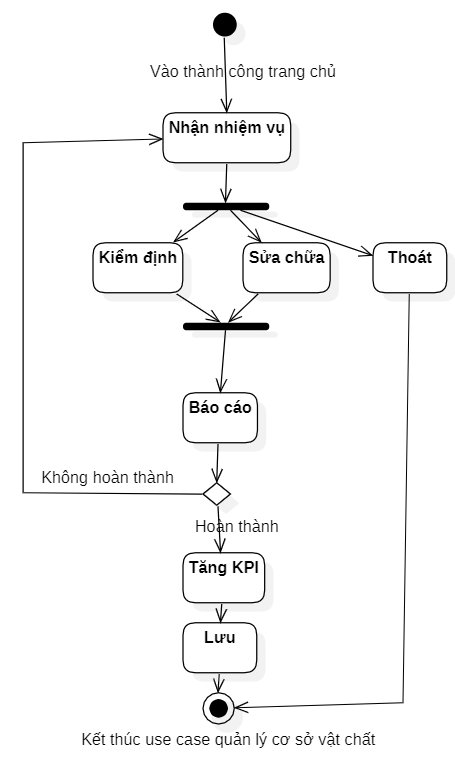 Vào thành công trang chủ
Nhận nhiệm vụ
Kiểm định
Sửa chữa
Thoát
Báo cáo
Không hoàn thành
Hoàn thành
Tăng KPI
Lưu
Kết thúc use case quản lý cơ sở vật chất